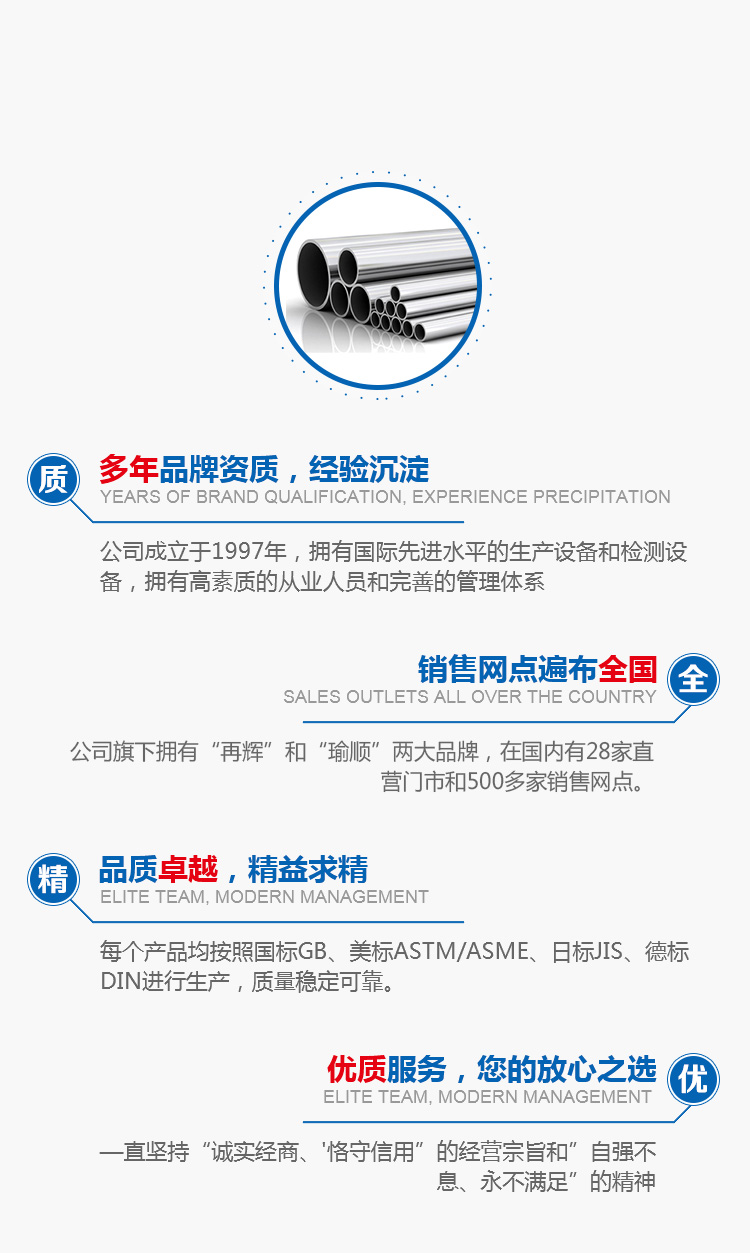 质
多年品牌资质，经验沉淀
YEARS OF BRAND QUALIFICATION, EXPERIENCE PRECIPITATION
公司成立于1997年，拥有国际先进水平的生产设备和检测设
备，拥有高素质的从业人员和完善的管理体系
销售网点遍布全国
全
SALES OUTLETS ALL OVER THE COUNTRY
公司旗下拥有“再辉”和“瑜顺”两大品牌，在国内有28家直
营门市和500多家销售网点。
精
品质卓越，精益求精
ELITE TEAM, MODERN MANAGEMENT
每个产品均按照国标GB、美标ASTM/ASME、日标JIS、德标
DIN进行生产，质量稳定可靠。
优质服务，您的放心之选
优
ELITE TEAM, MODERN MANAGEMENT
—直坚持“诚实经商、'恪守信用”的经营宗旨和”自强不
息、永不满足”的精神